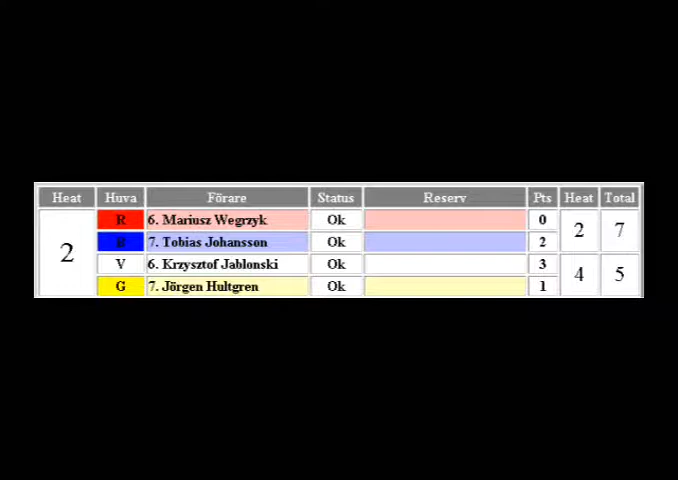 Heat Huva Förare Status Reserv Pts Heat Total
2
R 6. Mariusz Wegrzyk Ok 0
B 7. Tobias Johansson Ok 2
2 7
V 6. Krzysztof Jablonski Ok 3
G 7. Jörgen Hultgren Ok 1
4 5